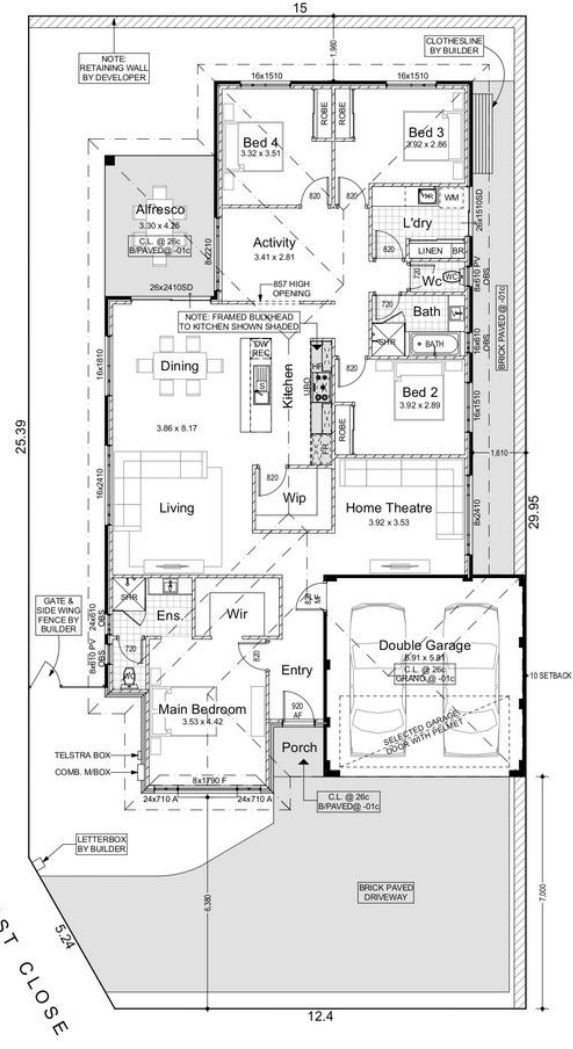 15
NOTE:
RETAINING WALL
BY DEVELOPER
1,980
CLOTHESLINE
BY BUILDER
16x1510
16x1510
ROBE
ROBE
Bed 4
3.32 x 3.51
Bed 3
3.92 x 2.86
820
820
WM
L'dry
26x1510SD
820
LINEN
BR
Alfresco
3.30 x 4.26
C.L. @ 26c
B/PAVED@ -01c
8x2210
26x2410SD
Activity
3.41 x 2.81
857 HIGH
OPENING
720
Wc
WC
8x610 PV
OBS
720
Bath
SHR
BATH
16x610
OBS
BRICK PAVED @ -01c
NOTE: FRAMED BULKHEAD
TO KITCHEN SHOWN SHADED
16x1810
Dining
3.86 x 8.17
DW
REC
S
Kitchen
HP
UBO
FR
820
Bed 2
3.92 x 2.89
ROBE
16x1510
1,610
25.39
29.95
16x2410
Living
820
Wip
Home Theatre
3.92 x 3.53
8x2410
GATE &
SIDE WING
FENCE BY
BUILDER
24x610
OBS
8x610 PV
OBS
SHR
Ens.
720
WC
Wir
820
820
MF
Entry
Double Garage
5.91 x 5.91
C.L. @ 26c
GRANO @ -01c
SELECTED GARAGE
DOOR WITH PELMET
10 SETBACK
Main Bedroom
3.53 x 4.42
920
AF
Porch
TELSTRA BOX
COMB. M/BOX
8x1790 F
24x710 A
24x710 A
C.L. @ 26c
B/PAVED@ -01c
LETTERBOX
BY BUILDER
BRICK PAVED
DRIVEWAY
6,380
7,000
5.24
ST CLOSE
12.4